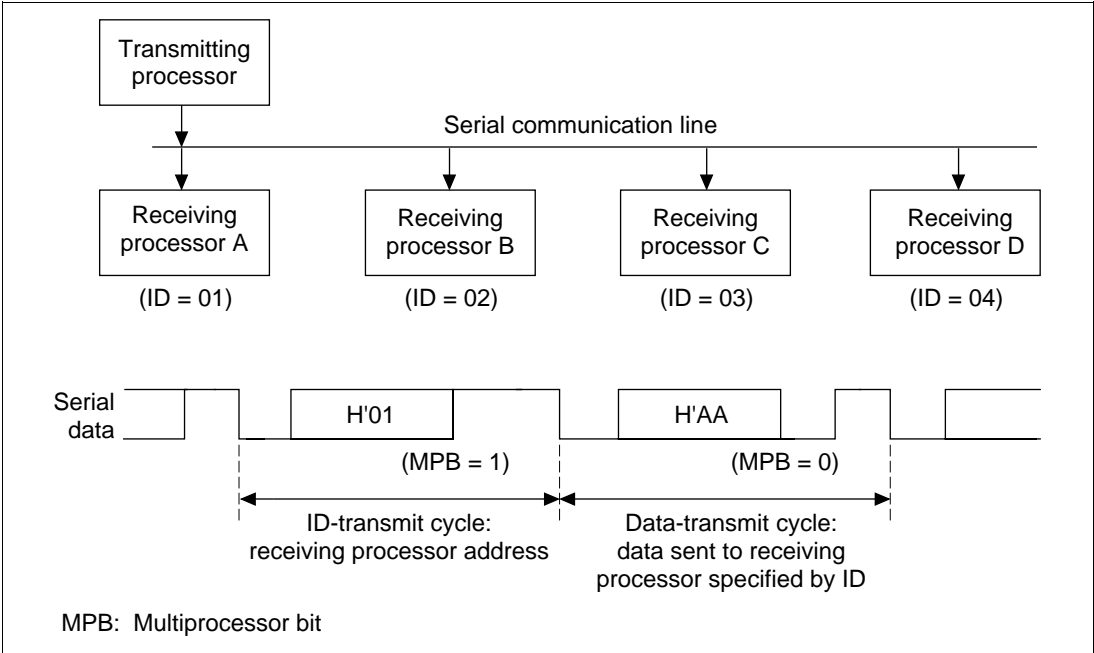 Transmitting
processor
Serial communication line
Receiving
processor A
Receiving
processor B
Receiving
processor C
Receiving
processor D
(ID = 01)
(ID = 02)
(ID = 03)
(ID = 04)
Serial
data
H'01
H'AA
(MPB = 1)
(MPB = 0)
ID-transmit cycle:
receiving processor address
Data-transmit cycle:
data sent to receiving
processor specified by ID
MPB: Multiprocessor bit